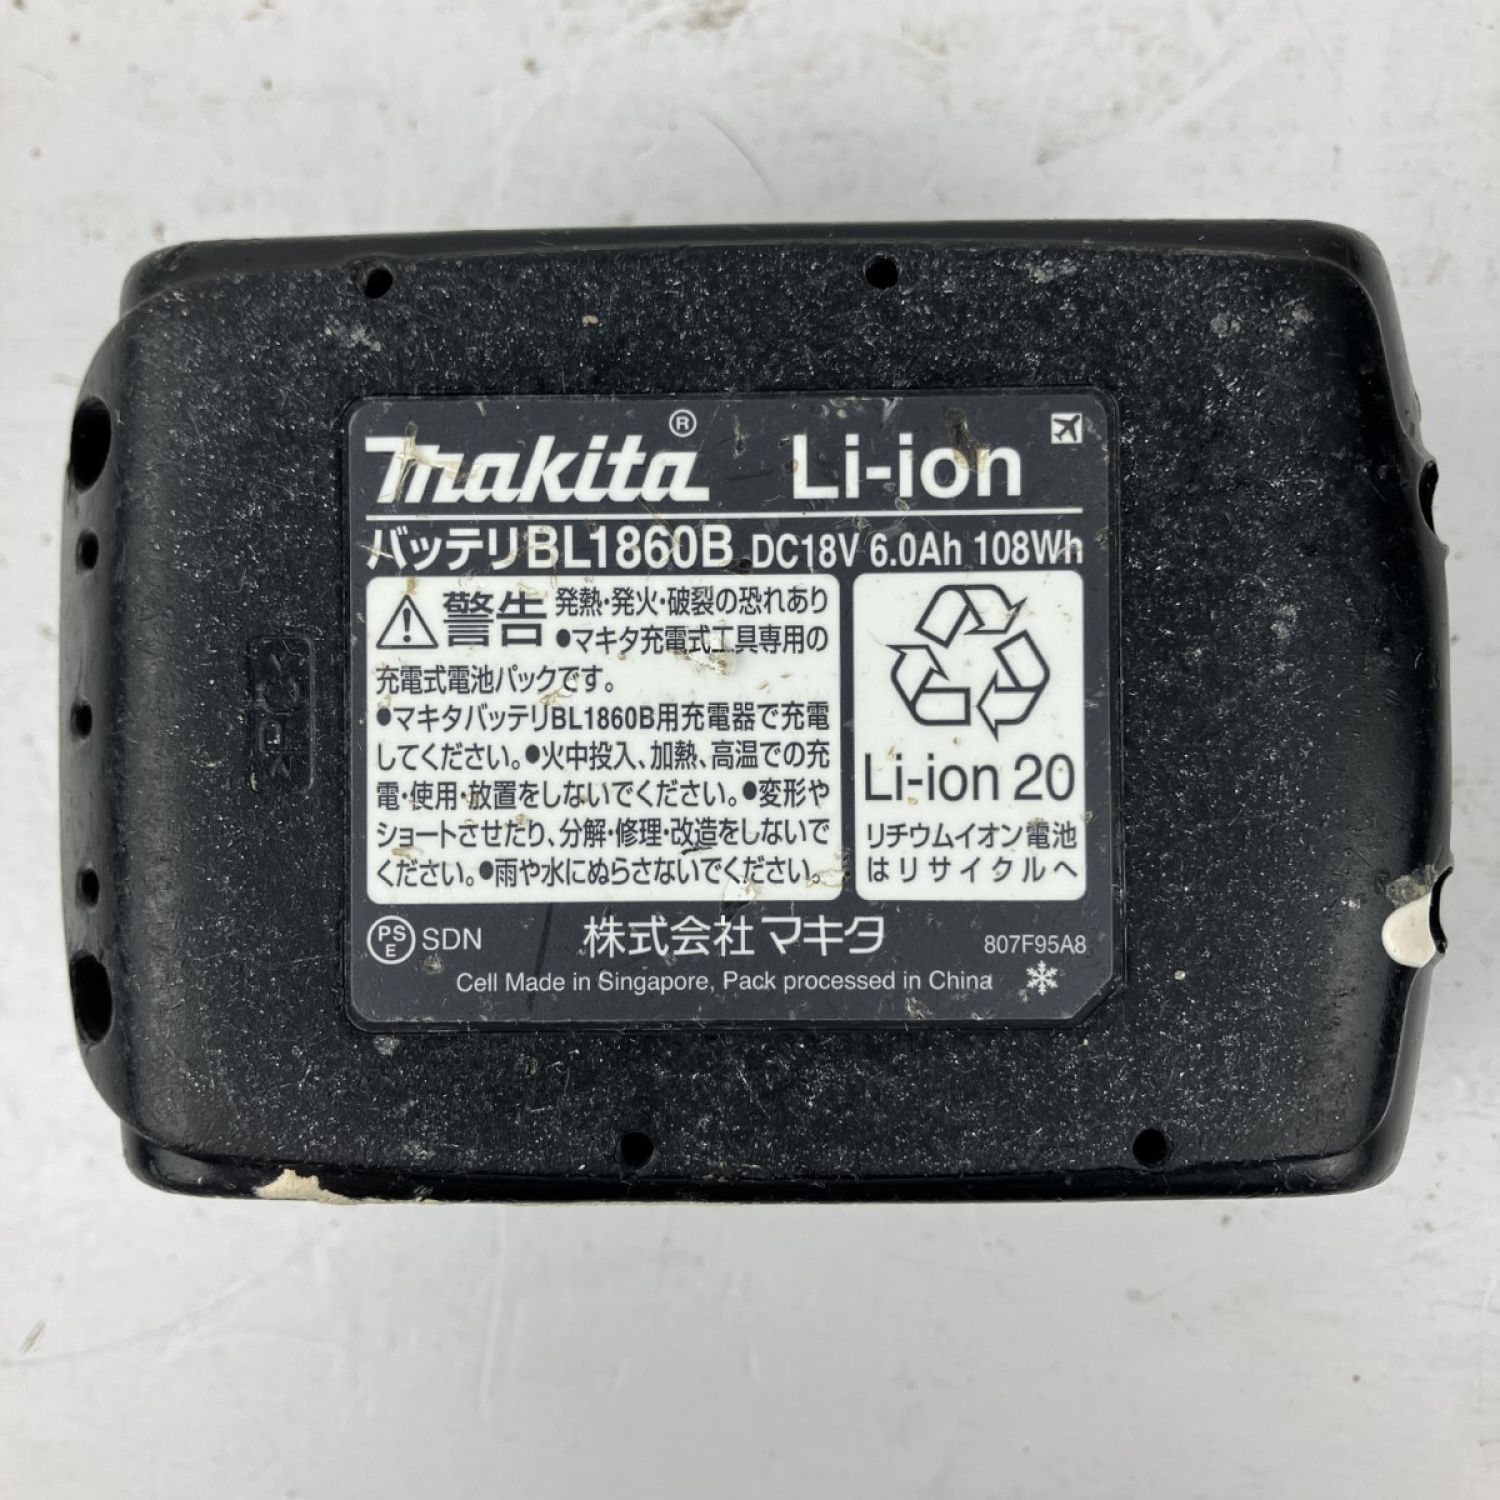 makita® Li-ion
バッテリBL1860B DC18V 6.0Ah 108Wh
警告 発熱・発火・破裂の恐れあり
●マキタ充電式工具専用の
充電式電池パックです。
●マキタバッテリBL1860B用充電器で充電
してください。●火中投入、加熱、高温での充
電・使用・放置をしないでください。●変形や
ショートさせたり、分解・修理・改造をしないで
ください。●雨や水にぬらさないでください。
Li-ion 20
リチウムイオン電池
はリサイクルへ
PSE SDN 株式会社マキタ 807F95A8
Cell Made in Singapore, Pack processed in China
>PC<